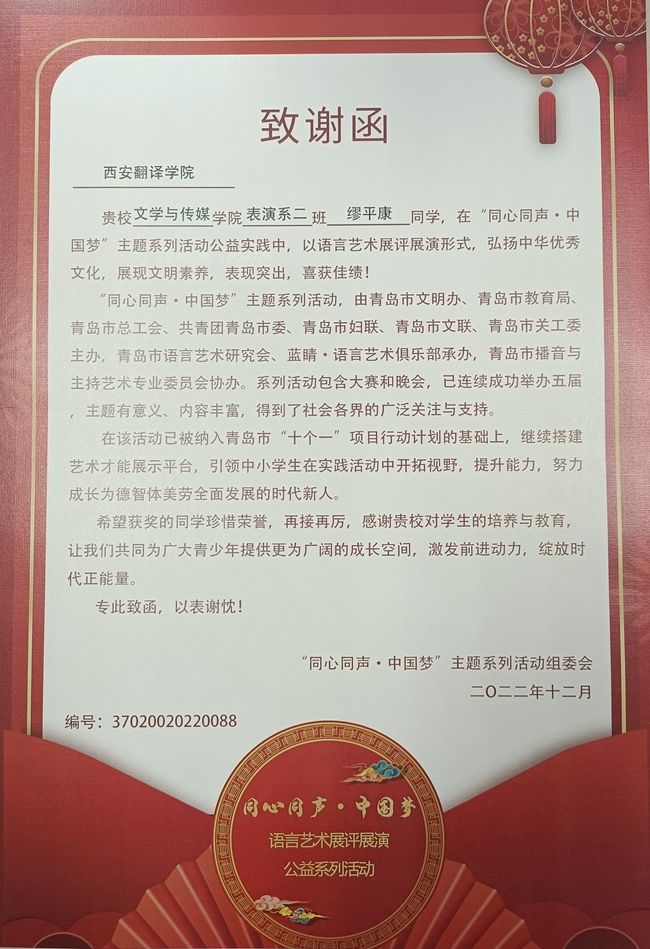 致谢函
西安翻译学院
贵校文学与传媒学院表演系二班 缪平康 同学，在“同心同声·中
国梦”主题系列活动公益实践中，以语言艺术展评展演形式，弘扬中华优秀
文化，展现文明素养，表现突出，喜获佳绩！
“同心同声·中国梦”主题系列活动，由青岛市文明办、青岛市教育局、
青岛市总工会、共青团青岛市委、青岛市妇联、青岛市文联、青岛市关工委
主办，青岛市语言艺术研究会、蓝睛·语言艺术俱乐部承办，青岛市播音与
主持艺术专业委员会协办。系列活动包含大赛和晚会，已连续成功举办五届
，主题有意义、内容丰富，得到了社会各界的广泛关注与支持。
在该活动已被纳入青岛市“十个一”项目行动计划的基础上，继续搭建
艺术才能展示平台，引领中小学生在实践活动中开拓视野，提升能力，努力
成长为德智体美劳全面发展的时代新人。
希望获奖的同学珍惜荣誉，再接再厉，感谢贵校对学生的培养与教育，
让我们共同为广大青少年提供更为广阔的成长空间，激发前进动力，绽放时
代正能量。
专此致函，以表谢忱！
“同心同声·中国梦”主题系列活动组委会
二〇二二年十二月
编号：37020020220088
同心同声·中国梦
语言艺术展评展演
公益系列活动